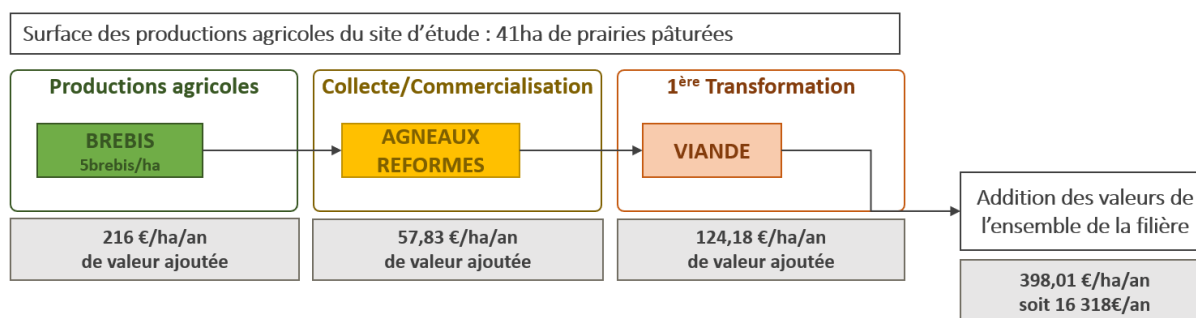 Surface des productions agricoles du site d’étude : 41ha de prairies pâturées
Productions agricoles
BREBIS
5brebis/ha
216 €/ha/an
de valeur ajoutée
Collecte/Commercialisation
AGNEAUX
REFORMES
57,83 €/ha/an
de valeur ajoutée
1ère Transformation
VIANDE
124,18 €/ha/an
de valeur ajoutée
Addition des valeurs de
l’ensemble de la filière
398,01 €/ha/an
soit 16 318€/an